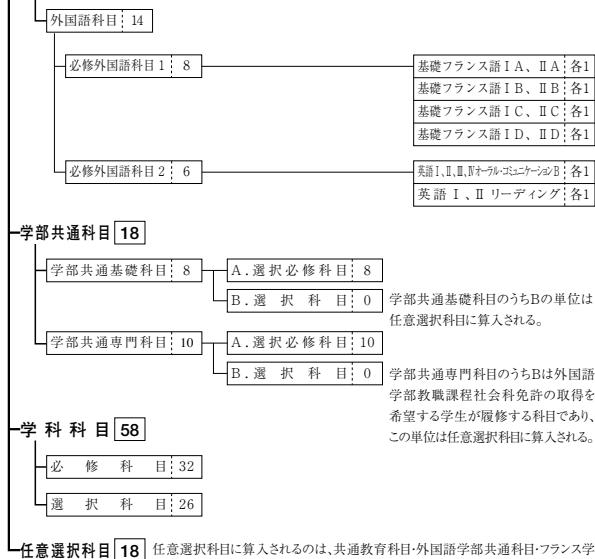 外国語科目 14
必修外国語科目1 8
基礎フランス語ⅠA、ⅡA 各1
基礎フランス語ⅠB、ⅡB 各1
基礎フランス語ⅠC、ⅡC 各1
基礎フランス語ⅠD、ⅡD 各1
必修外国語科目2 6
英語Ⅰ、Ⅱ、Ⅲ、Ⅳオーラル・コミュニケーションB 各1
英語Ⅰ、Ⅱ リーディング 各1
学部共通科目 18
学部共通基礎科目 8
A.選択必修科目 8
B.選択科目 0
学部共通基礎科目のうちBの単位は
任意選択科目に算入される。
学部共通専門科目 10
A.選択必修科目 10
B.選択科目 0
学部共通専門科目のうちBは外国語
学部教職課程社会科免許の取得を
希望する学生が履修する科目であり、
この単位は任意選択科目に算入される。
学科科目 58
必修科目 32
選択科目 26
任意選択科目 18 任意選択科目に算入されるのは、共通教育科目・外国語学部共通科目・フランス学